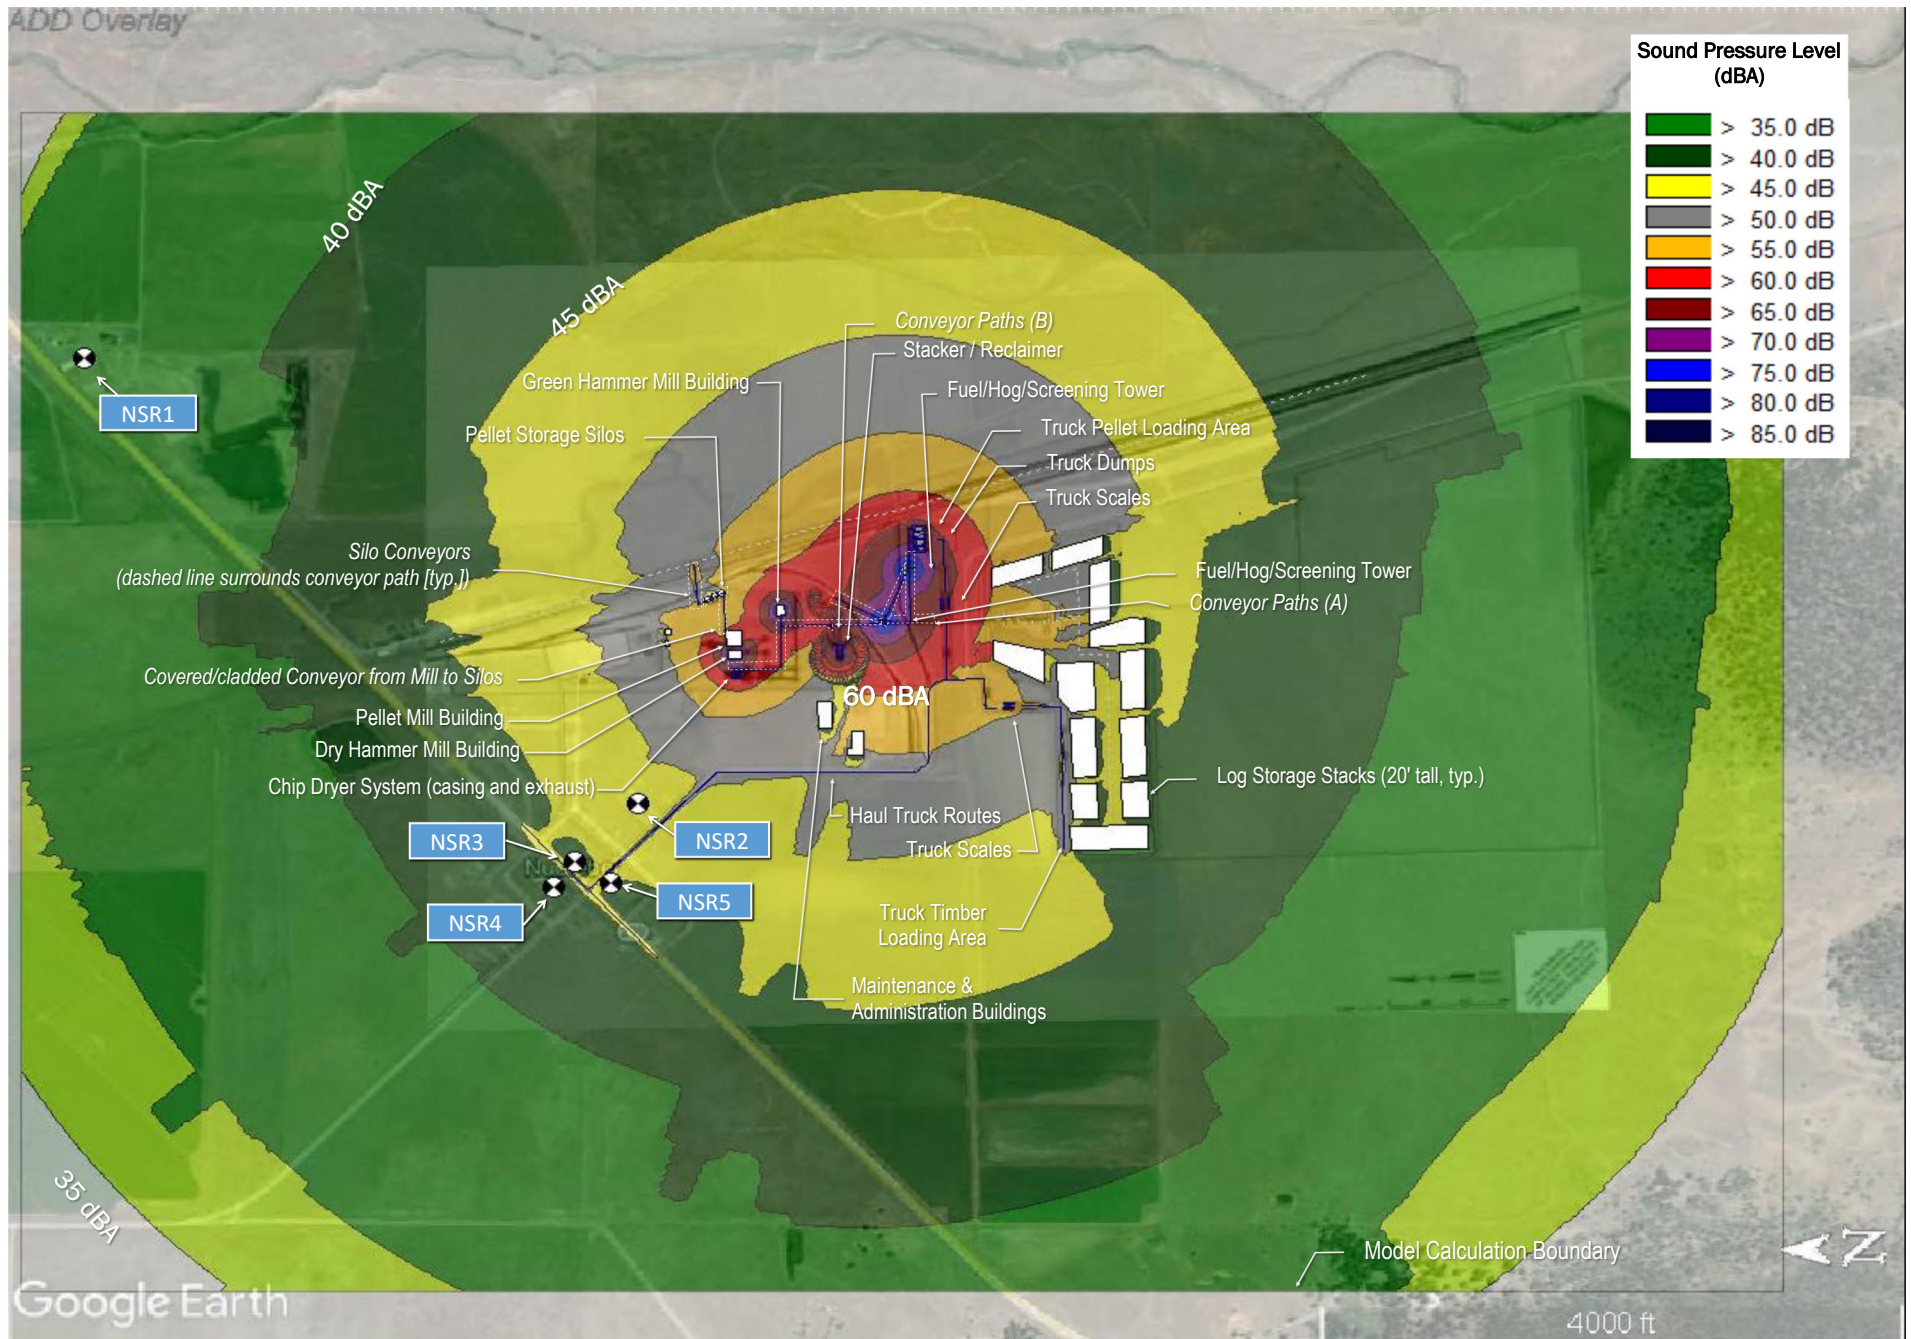 ADD Overlay
Sound Pressure Level
(dBA)
> 35.0 dB
> 40.0 dB
> 45.0 dB
> 50.0 dB
> 55.0 dB
> 60.0 dB
> 65.0 dB
> 70.0 dB
> 75.0 dB
> 80.0 dB
> 85.0 dB
40 dBA
45 dBA
Conveyor Paths (B)
Stacker / Reclaimer
Green Hammer Mill Building
Fuel/Hog/Screening Tower
NSR1
Pellet Storage Silos
Truck Pellet Loading Area
Truck Dumps
Truck Scales
Silo Conveyors
(dashed line surrounds conveyor path [typ.])
Fuel/Hog/Screening Tower
Conveyor Paths (A)
Covered/cladded Conveyor from Mill to Silos
60 dBA
Pellet Mill Building
Dry Hammer Mill Building
Chip Dryer System (casing and exhaust)
Log Storage Stacks (20' tall, typ.)
Haul Truck Routes
NSR3
NSR2
Truck Scales
NSR5
NSR4
Truck Timber
Loading Area
Maintenance &
Administration Buildings
35 dBA
Model Calculation Boundary
Z
Google Earth
4000 ft